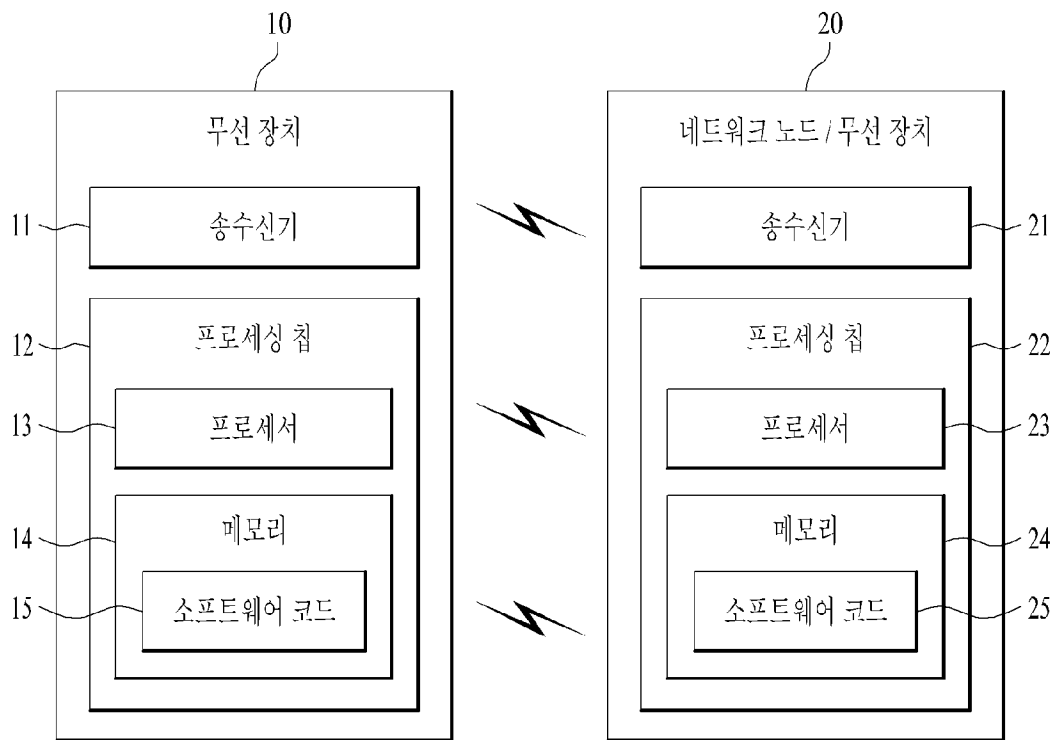 10
20
무선 장치
네트워크 노드 / 무선 장치
11
송수신기
송수신기
21
12
프로세싱 칩
프로세싱 칩
22
13
프로세서
프로세서
23
14
메모리
메모리
24
15
소프트웨어 코드
소프트웨어 코드
25